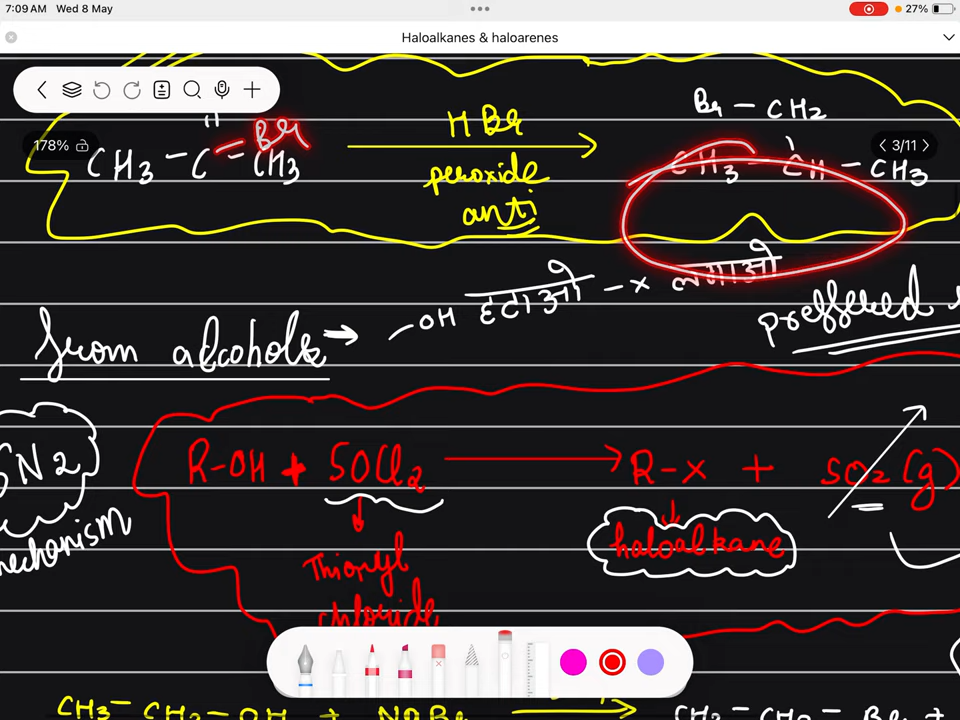 7:09 AM Wed 8 May 27%
Haloalkanes & haloarenes
178% 3/11
H Br
Br - CH2
CH3 - C - CH3 HBr CH3 - CH - CH3
peroxide
anti
from alcohols → -OH हटाओ - x लगाओ
preffered
SN2 R-OH + SOCl2 → R-x + SO2 (g)
mechanism haloalkane
Thionyl
chloride
CH3 - CH2 - OH + NaBr → CH3 - CH2 - Br +